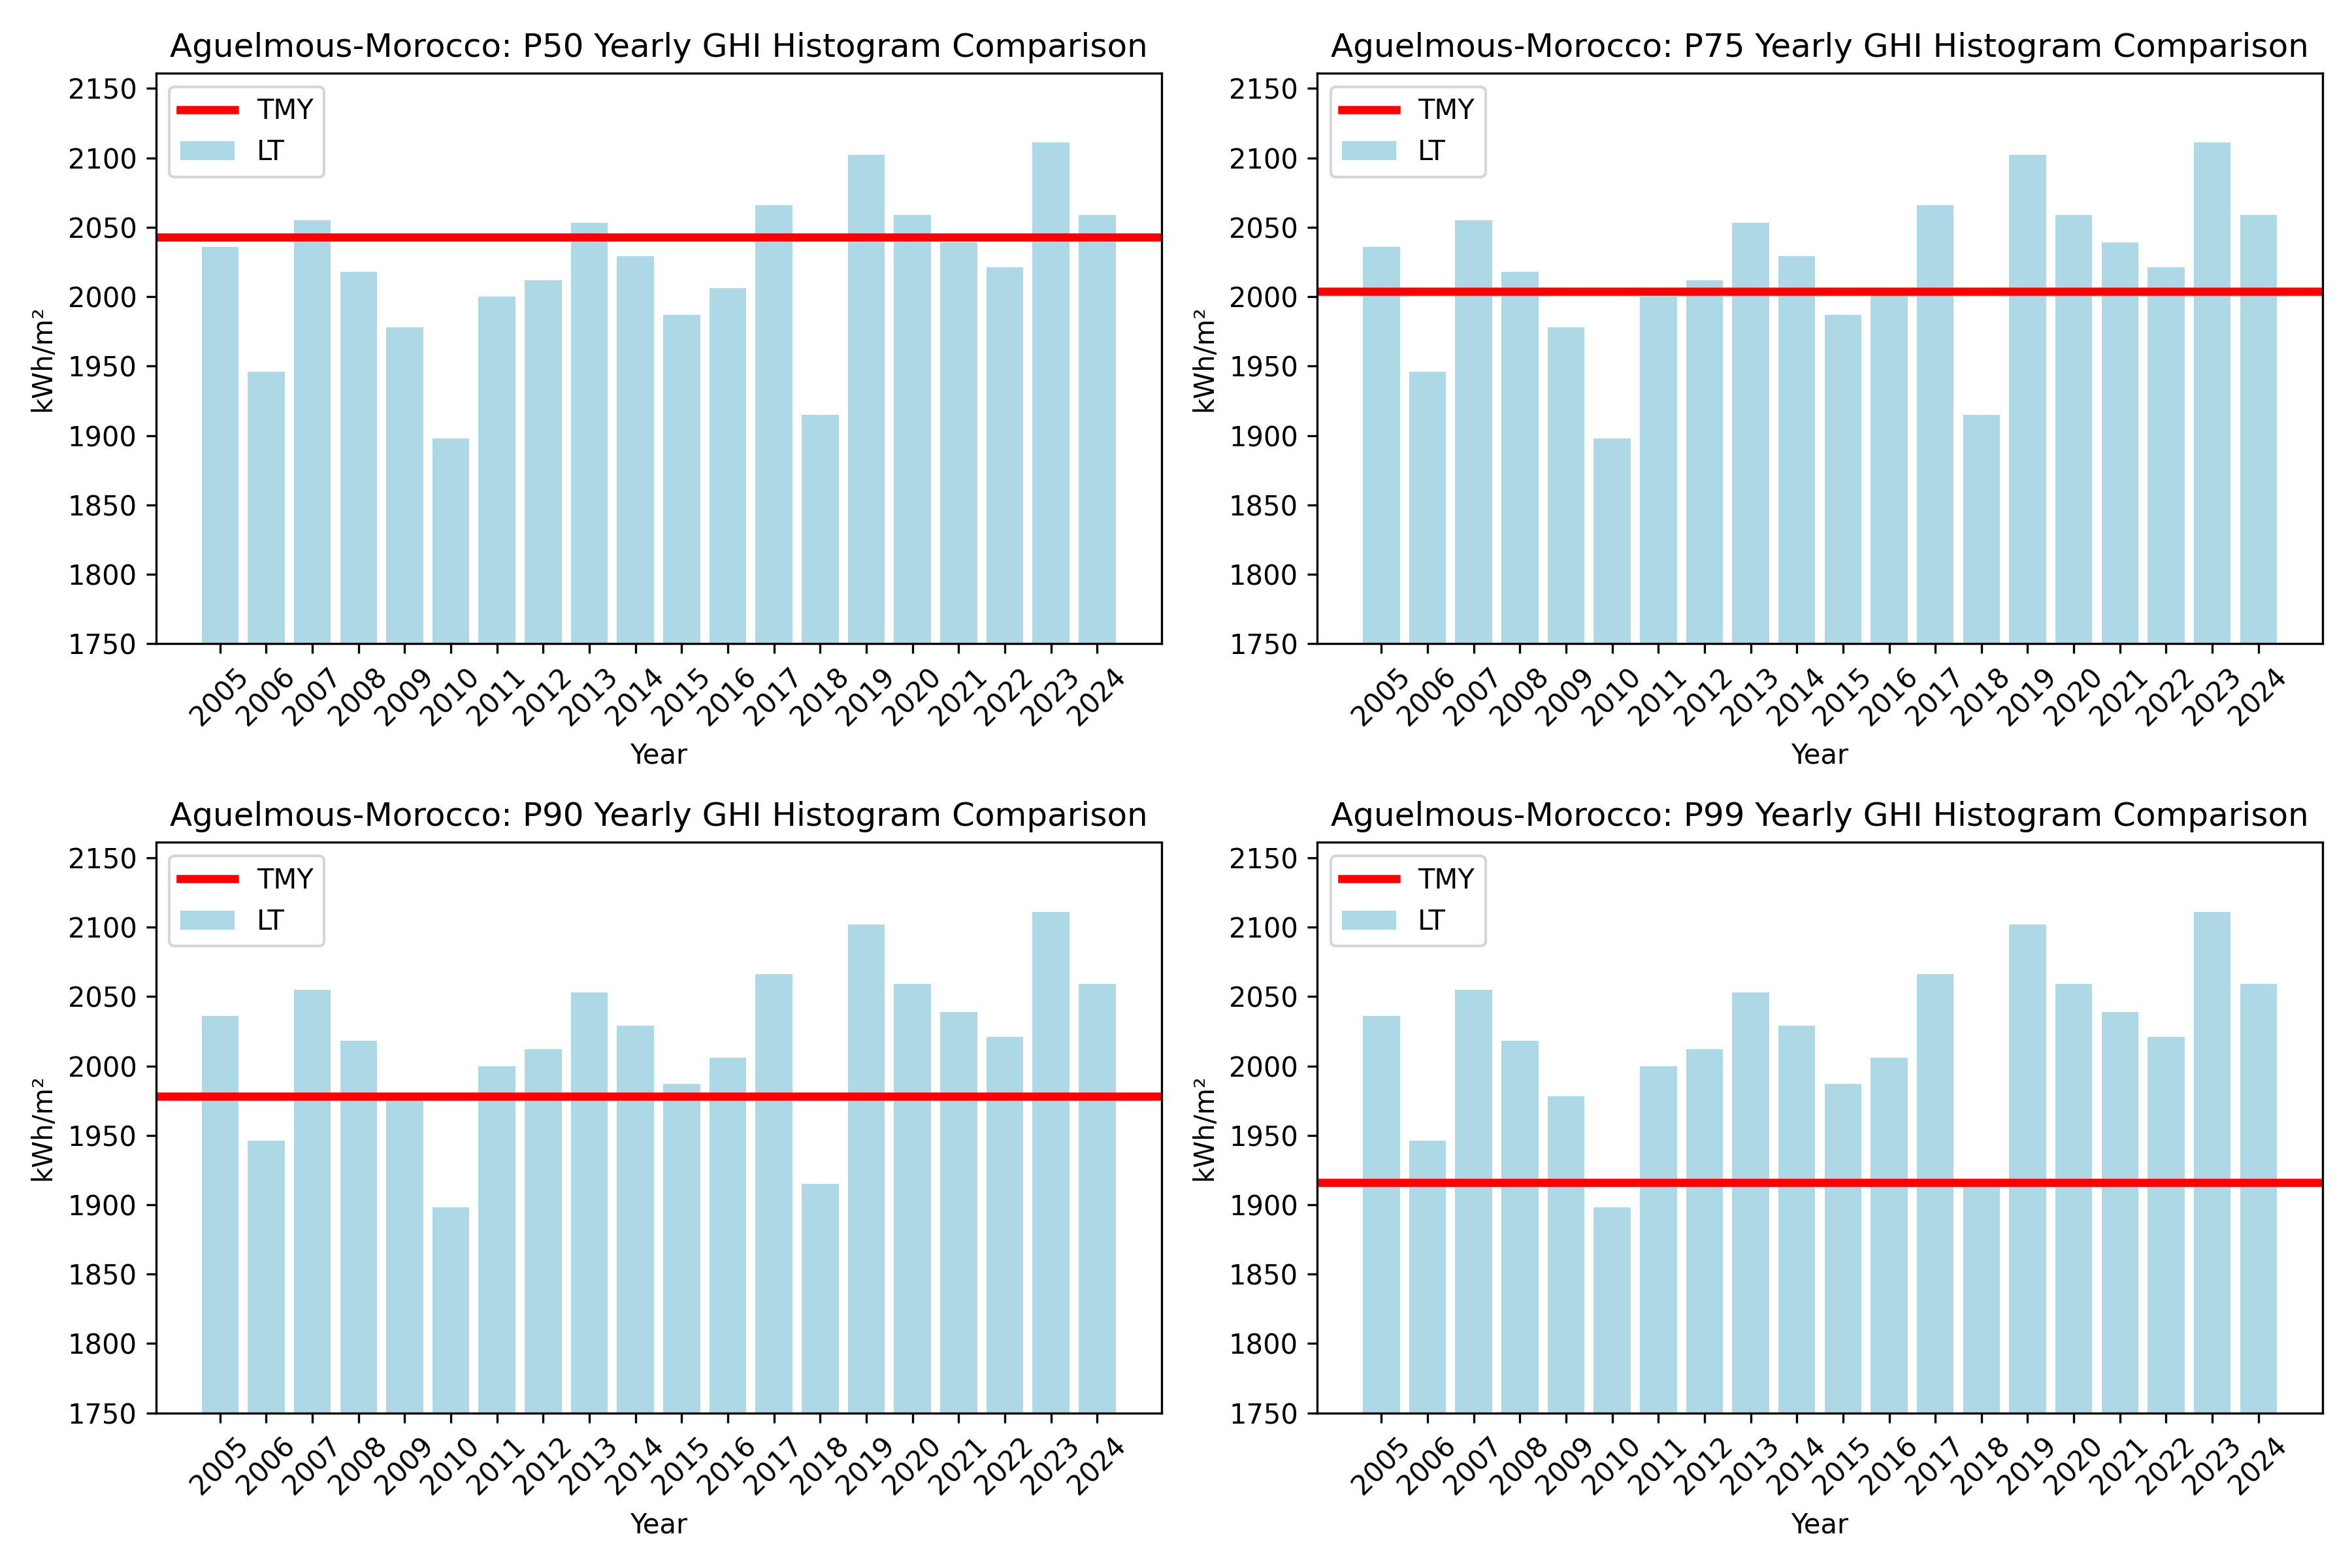 Aguelmous-Morocco: P50 Yearly GHI Histogram Comparison
2150
2100
2050
2000
1950
1900
1850
1800
1750
kWh/m²
TMY
LT
2005 2006 2007 2008 2009 2010 2011 2012 2013 2014 2015 2016 2017 2018 2019 2020 2021 2022 2023 2024
Year
Aguelmous-Morocco: P75 Yearly GHI Histogram Comparison
2150
2100
2050
2000
1950
1900
1850
1800
1750
kWh/m²
TMY
LT
2005 2006 2007 2008 2009 2010 2011 2012 2013 2014 2015 2016 2017 2018 2019 2020 2021 2022 2023 2024
Year
Aguelmous-Morocco: P90 Yearly GHI Histogram Comparison
2150
2100
2050
2000
1950
1900
1850
1800
1750
kWh/m²
TMY
LT
2005 2006 2007 2008 2009 2010 2011 2012 2013 2014 2015 2016 2017 2018 2019 2020 2021 2022 2023 2024
Year
Aguelmous-Morocco: P99 Yearly GHI Histogram Comparison
2150
2100
2050
2000
1950
1900
1850
1800
1750
kWh/m²
TMY
LT
2005 2006 2007 2008 2009 2010 2011 2012 2013 2014 2015 2016 2017 2018 2019 2020 2021 2022 2023 2024
Year